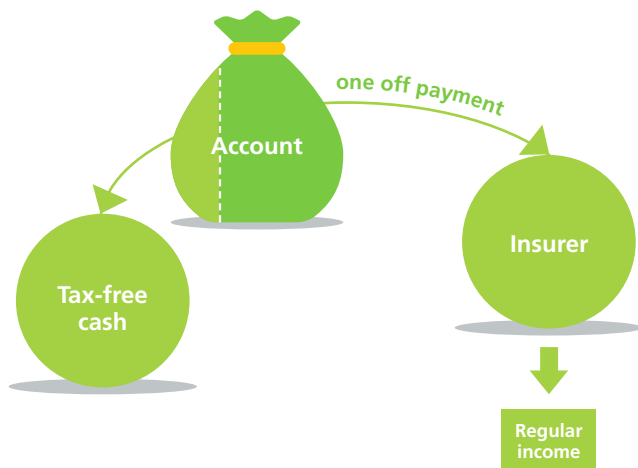 one off payment
Account
Insurer
Tax-free
cash
Regular
income